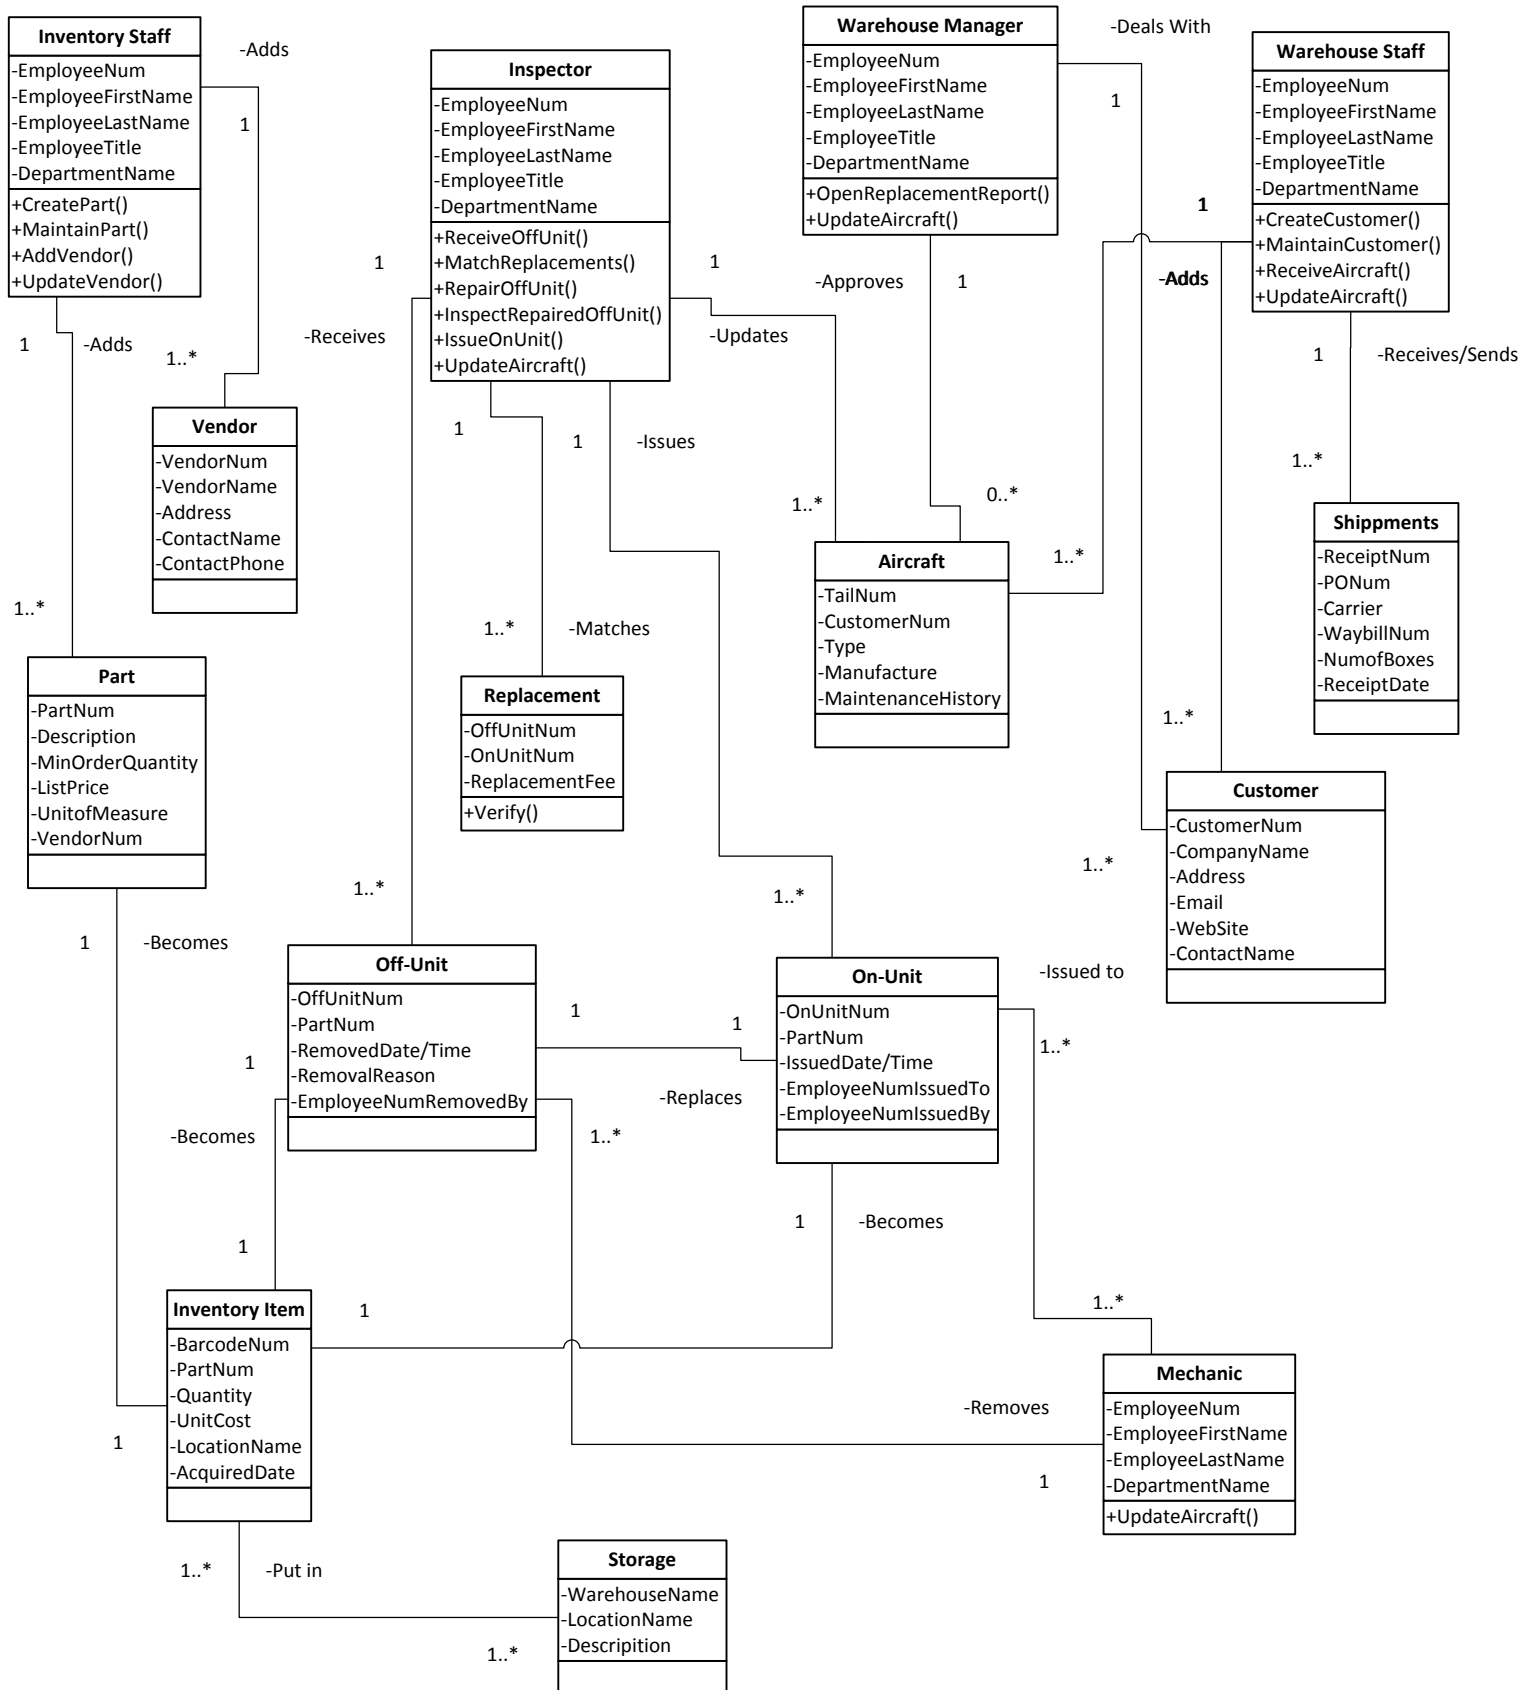 Inventory Staff
-EmployeeNum
-EmployeeFirstName
-EmployeeLastName
-EmployeeTitle
-DepartmentName
+CreatePart()
+MaintainPart()
+AddVendor()
+UpdateVendor()
-Adds
1
1..*
1
-Adds
1..*
Vendor
-VendorNum
-VendorName
-Address
-ContactName
-ContactPhone
Inspector
-EmployeeNum
-EmployeeFirstName
-EmployeeLastName
-EmployeeTitle
-DepartmentName
+ReceiveOffUnit()
+MatchReplacements()
+RepairOffUnit()
+InspectRepairedOffUnit()
+IssueOnUnit()
+UpdateAircraft()
1
-Receives
1..*
1
-Updates
1..*
1
-Matches
1..*
1
-Issues
1..*
Warehouse Manager
-EmployeeNum
-EmployeeFirstName
-EmployeeLastName
-EmployeeTitle
-DepartmentName
+OpenReplacementReport()
+UpdateAircraft()
-Deals With
1
1..*
-Approves
1
0..*
Warehouse Staff
-EmployeeNum
-EmployeeFirstName
-EmployeeLastName
-EmployeeTitle
-DepartmentName
+CreateCustomer()
+MaintainCustomer()
+ReceiveAircraft()
+UpdateAircraft()
1
-Adds
1..*
1..*
1
-Receives/Sends
1..*
Shippments
-ReceiptNum
-PONum
-Carrier
-WaybillNum
-NumofBoxes
-ReceiptDate
Aircraft
-TailNum
-CustomerNum
-Type
-Manufacture
-MaintenanceHistory
Part
-PartNum
-Description
-MinOrderQuantity
-ListPrice
-UnitofMeasure
-VendorNum
Replacement
-OffUnitNum
-OnUnitNum
-ReplacementFee
+Verify()
Customer
-CustomerNum
-CompanyName
-Address
-Email
-WebSite
-ContactName
1
-Becomes
1
Off-Unit
-OffUnitNum
-PartNum
-RemovedDate/Time
-RemovalReason
-EmployeeNumRemovedBy
1
1
-Replaces
1
-Becomes
1
1..*
On-Unit
-OnUnitNum
-PartNum
-IssuedDate/Time
-EmployeeNumIssuedTo
-EmployeeNumIssuedBy
-Issued to
1..*
1..*
1
-Becomes
1
Inventory Item
-BarcodeNum
-PartNum
-Quantity
-UnitCost
-LocationName
-AcquiredDate
-Removes
1
Mechanic
-EmployeeNum
-EmployeeFirstName
-EmployeeLastName
-DepartmentName
+UpdateAircraft()
1..*
-Put in
1..*
Storage
-WarehouseName
-LocationName
-Descripition